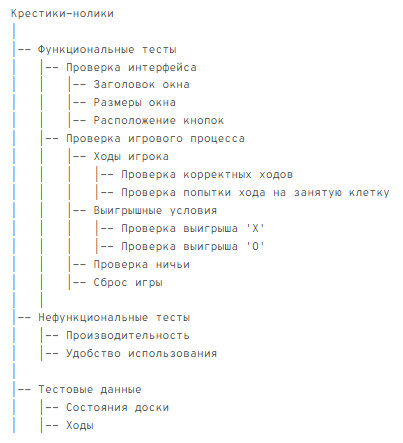 Крестики-нолики
|
|-- Функциональные тесты
|   |-- Проверка интерфейса
|   |   |-- Заголовок окна
|   |   |-- Размеры окна
|   |   |-- Расположение кнопок
|   |-- Проверка игрового процесса
|   |   |-- Ходы игрока
|   |   |   |-- Проверка корректных ходов
|   |   |   |-- Проверка попытки хода на занятую клетку
|   |   |-- Выигрышные условия
|   |   |   |-- Проверка выигрыша 'X'
|   |   |   |-- Проверка выигрыша 'O'
|   |   |-- Проверка ничьи
|   |   |-- Сброс игры
|   |
|-- Нефункциональные тесты
|   |-- Производительность
|   |-- Удобство использования
|
|-- Тестовые данные
|   |-- Состояния доски
|   |-- Ходы